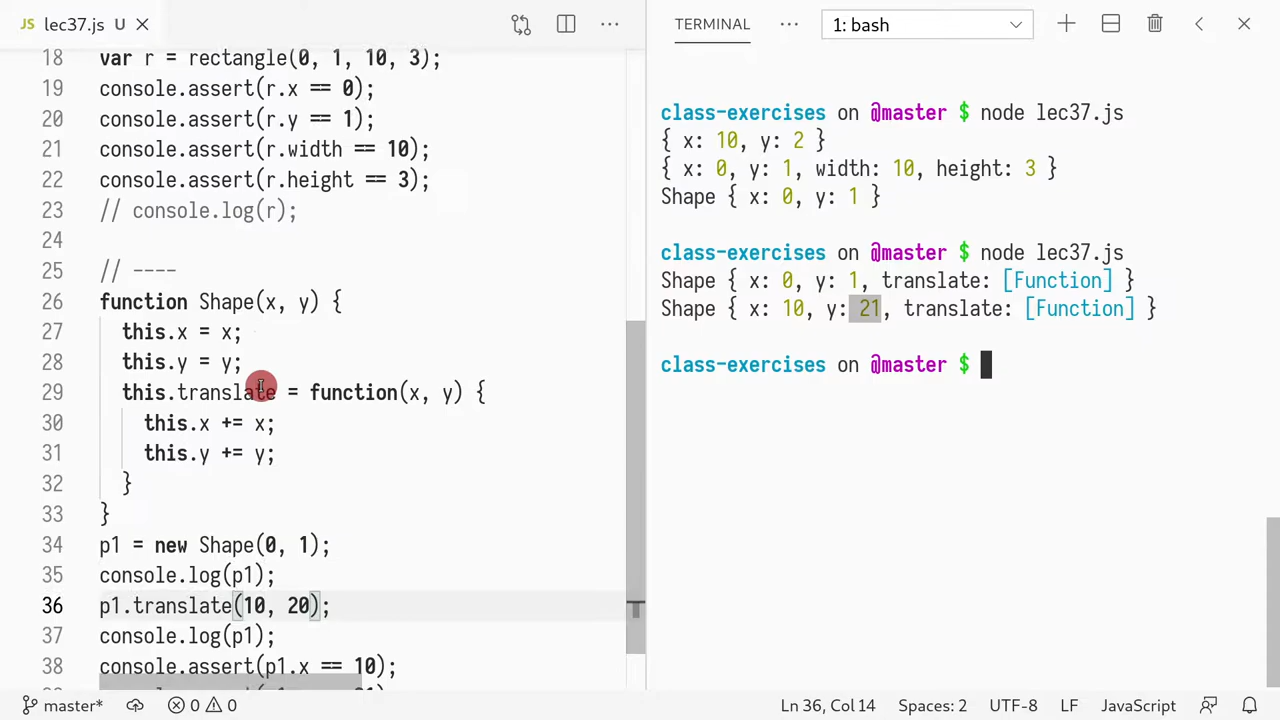 JS lec37.js U
TERMINAL
1: bash
18 var r = rectangle(0, 1, 10, 3);
19 console.assert(r.x == 0);
20 console.assert(r.y == 1);
21 console.assert(r.width == 10);
22 console.assert(r.height == 3);
23 // console.log(r);
24
25 // ----
26 function Shape(x, y) {
27 this.x = x;
28 this.y = y;
29 this.translate = function(x, y) {
30 this.x += x;
31 this.y += y;
32 }
33 }
34 p1 = new Shape(0, 1);
35 console.log(p1);
36 p1.translate(10, 20);
37 console.log(p1);
38 console.assert(p1.x == 10);
class-exercises on @master $ node lec37.js
{ x: 10, y: 2 }
{ x: 0, y: 1, width: 10, height: 3 }
Shape { x: 0, y: 1 }
class-exercises on @master $ node lec37.js
Shape { x: 0, y: 1, translate: [Function] }
Shape { x: 10, y: 21, translate: [Function] }
class-exercises on @master $
master* 0 0 Ln 36, Col 14 Spaces: 2 UTF-8 LF JavaScript